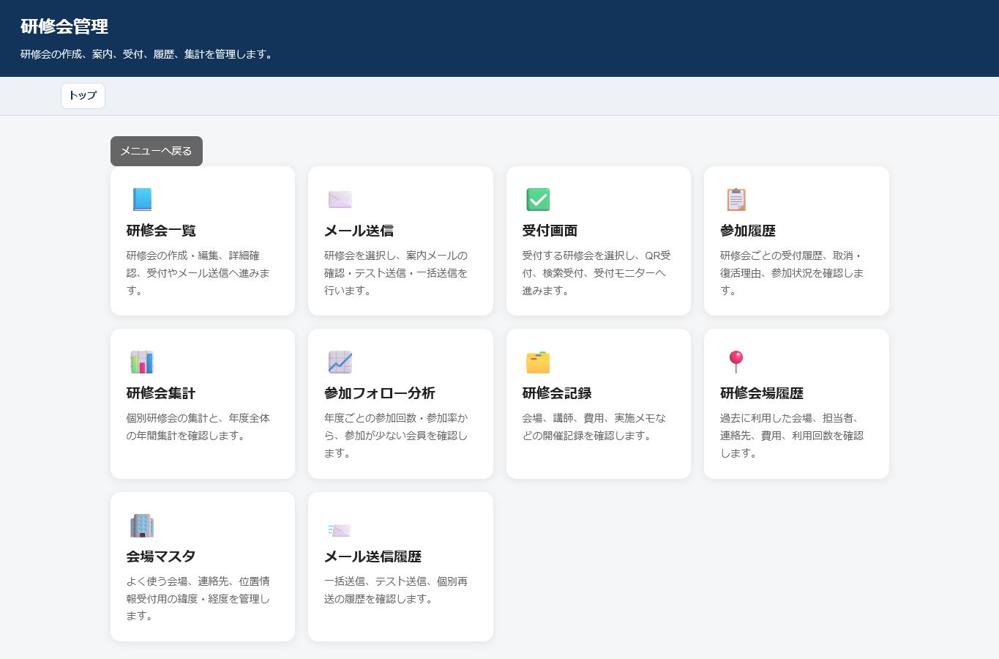 研修会管理
研修会の作成、案内、受付、履歴、集計を管理します。
トップ
メニューへ戻る
研修会一覧
研修会の作成・編集、詳細確
認、受付やメール送信へ進みま
す。
メール送信
研修会を選択し、案内メールの
確認・テスト送信・一括送信を
行います。
受付画面
受付する研修会を選択し、QR受
付、検索受付、受付モニターへ
進みます。
参加履歴
研修会ごとの受付履歴、取消・
復活理由、参加状況を確認しま
す。
研修会集計
個別研修会の集計と、年度全体
の年間集計を確認します。
参加フォロー分析
年度ごとの参加回数・参加率か
ら、参加が少ない会員を確認し
ます。
研修会記録
会場、講師、費用、実施メモな
どの開催記録を確認します。
研修会場履歴
過去に利用した会場、担当者、
連絡先、費用、利用回数を確認
します。
会場マスタ
よく使う会場、連絡先、位置情
報受付用の緯度・経度を管理し
ます。
メール送信履歴
一括送信、テスト送信、個別再
送の履歴を確認します。